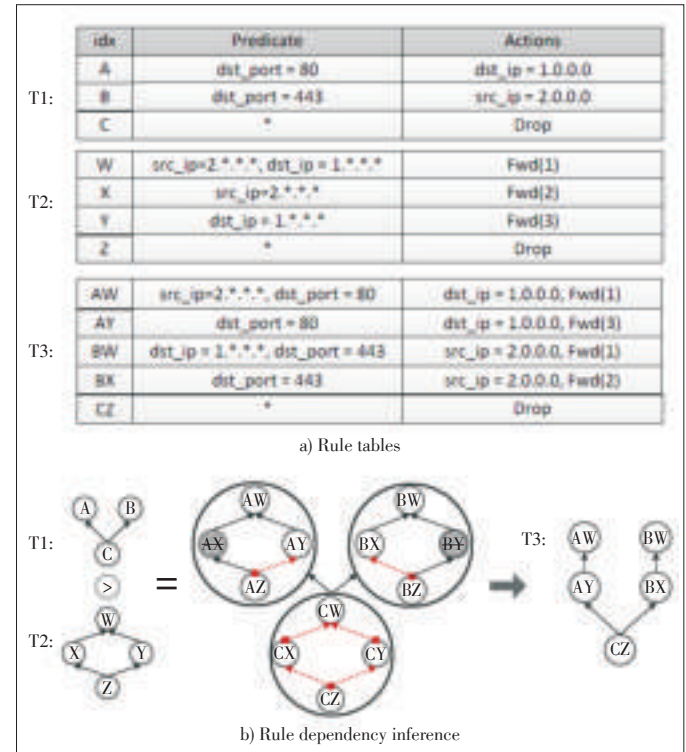 idx Predicate Actions
A dst_port = 80 dst_ip = 1.0.0.0
T1: B dst_port = 443 src_ip = 2.0.0.0
C * Drop
W src_ip=2.*.*.*, dst_ip = 1.*.*.* Fwd(1)
T2: X src_ip=2.*.*.* Fwd(2)
Y dst_ip = 1.*.*.* Fwd(3)
Z * Drop
AW src_ip=2.*.*.*, dst_port = 80 dst_ip = 1.0.0.0, Fwd(1)
AY dst_port = 80 dst_ip = 1.0.0.0, Fwd(3)
T3: BW dst_ip = 1.*.*.*, dst_port = 443 src_ip = 2.0.0.0, Fwd(1)
BX dst_port = 443 src_ip = 2.0.0.0, Fwd(2)
CZ * Drop
a) Rule tables
A B AW BW
T1: AX AY BX BY T3: AW BW
C
> = AZ BZ AY BX
W CW
T2: X Y CX CY CZ
Z CZ
b) Rule dependency inference